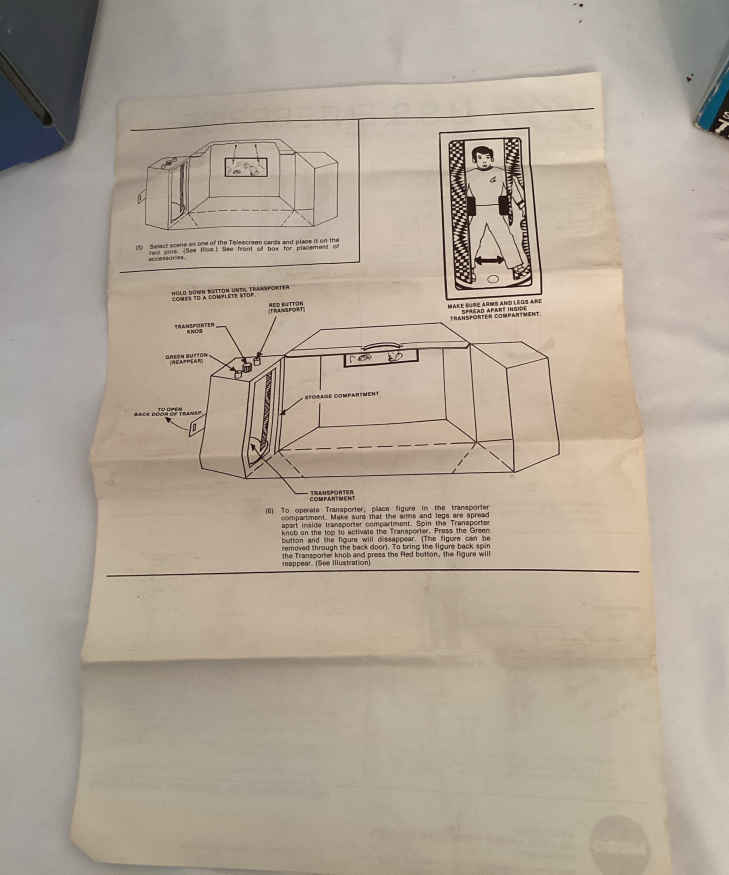 (5) Select scene on one of the Telescreen cards and place it on the
two pins. (See Illus.) See front of box for placement of
accessories.
MAKE SURE ARMS AND LEGS ARE
SPREAD APART INSIDE
TRANSPORTER COMPARTMENT.
HOLD DOWN BUTTON UNTIL TRANSPORTER
COMES TO A COMPLETE STOP.
RED BUTTON
(TRANSPORT)
TRANSPORTER
KNOB
GREEN BUTTON
(REAPPEAR)
STORAGE COMPARTMENT
TO OPEN
BACK DOOR OF TRANSP.
TRANSPORTER
COMPARTMENT
(6) To operate Transporter, place figure in the transporter
compartment. Make sure that the arms and legs are spread
apart inside transporter compartment. Spin the Transporter
knob on the top to activate the Transporter. Press the Green
button and the figure will dissappear. (The figure can be
removed through the back door). To bring the figure back spin
the Transporter knob and press the Red button, the figure will
reappear. (See Illustration)